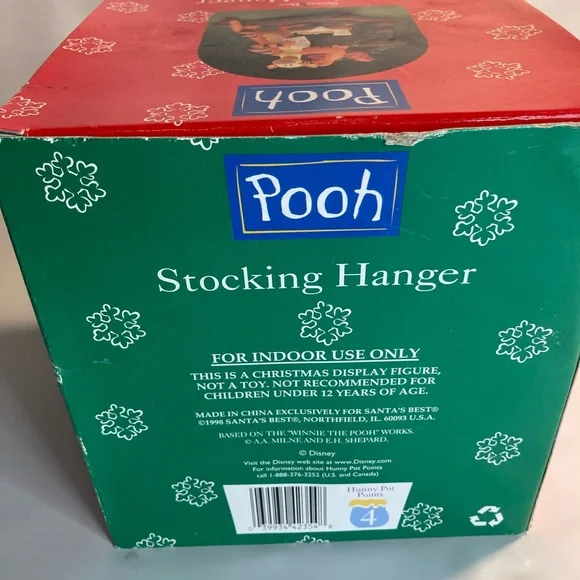 Hanger
Pooh
Pooh
Stocking Hanger
FOR INDOOR USE ONLY
THIS IS A CHRISTMAS DISPLAY FIGURE,
NOT A TOY. NOT RECOMMENDED FOR
CHILDREN UNDER 12 YEARS OF AGE.
MADE IN CHINA EXCLUSIVELY FOR SANTA'S BEST®
©1998 SANTA'S BEST®, NORTHFIELD, IL 60093 U.S.A.
BASED ON THE "WINNIE THE POOH" WORKS.
© A.A. MILNE AND E.H. SHEPARD.
© Disney
Visit the Disney web site at www.Disney.com
For information about Hunny Pot Points
call 1-888-376-3252 (U.S. and Canada)
Hunny Pot
Points
4